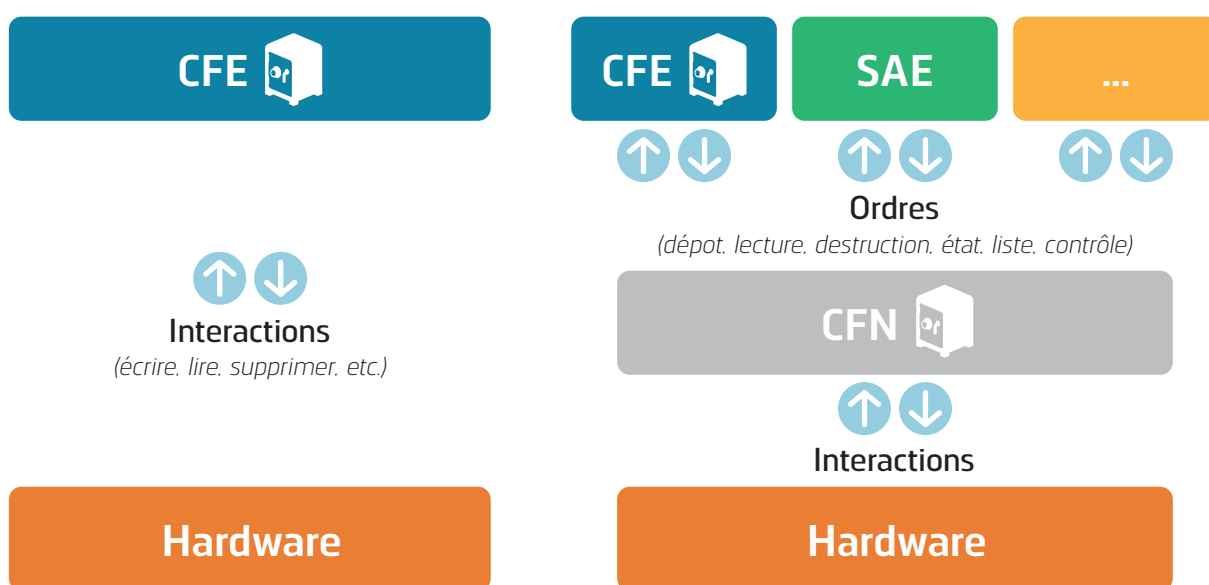 CFE
Interactions
(écrire, lire, supprimer, etc.)
Hardware
CFE
SAE
...
Ordres
(dépot, lecture, destruction, état, liste, contrôle)
CFN
Interactions
Hardware